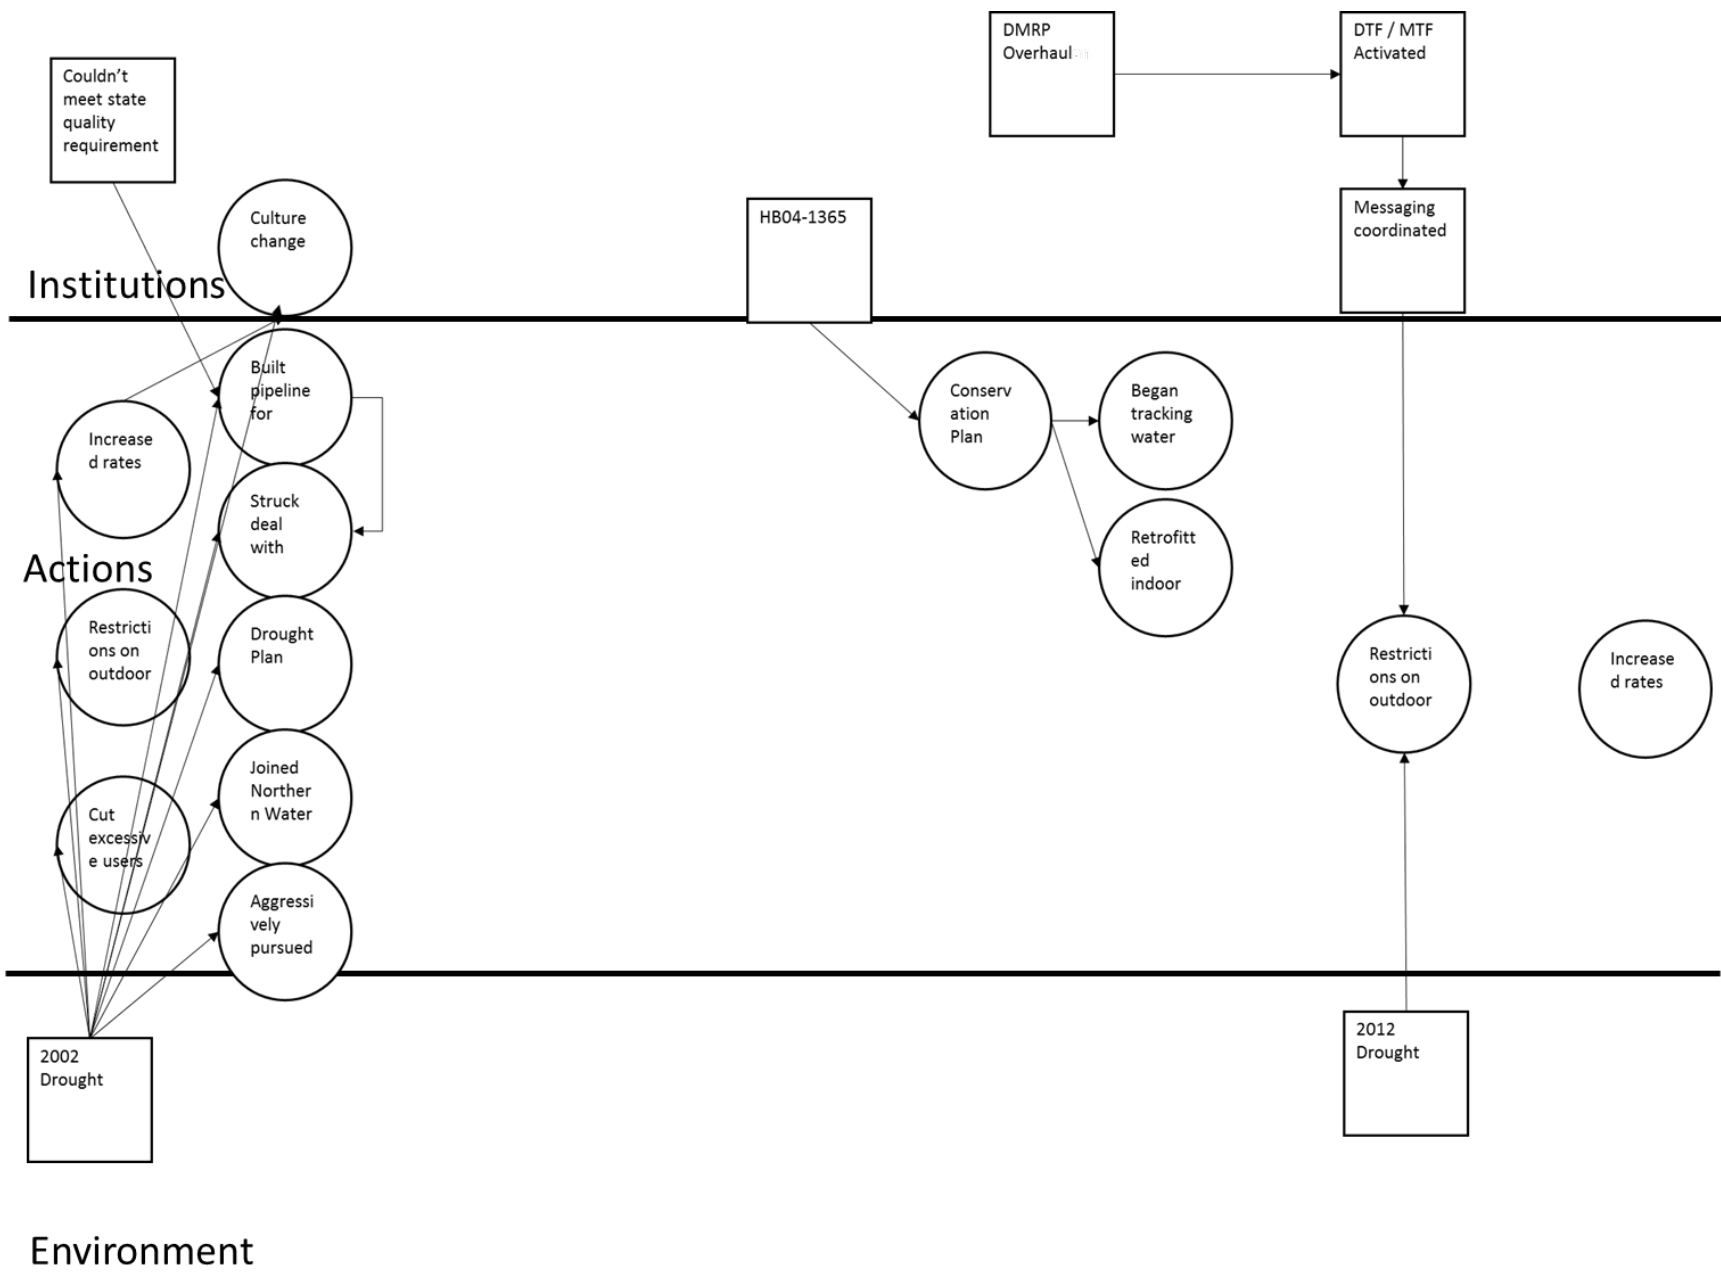 DMRP
Overhaul
DTF / MTF
Activated
Couldn't
meet state
quality
requirement
Culture
change
HB04-1365
Messaging
coordinated
Institutions
Built
pipeline
for
Increase
d rates
Struck
deal
with
Conserv
ation
Plan
Began
tracking
water
Retrofitt
ed
indoor
Actions
Restricti
ons on
outdoor
Drought
Plan
Restricti
ons on
outdoor
Increase
d rates
Cut
excessiv
e users
Joined
Norther
n Water
Aggressi
vely
pursued
2002
Drought
2012
Drought
Environment